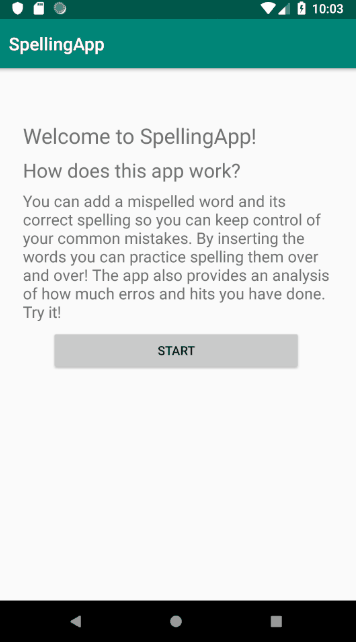 10:03
SpellingApp
Welcome to SpellingApp!
How does this app work?
You can add a mispelled word and its
correct spelling so you can keep control of
your common mistakes. By inserting the
words you can practice spelling them over
and over! The app also provides an analysis
of how much erros and hits you have done.
Try it!
START